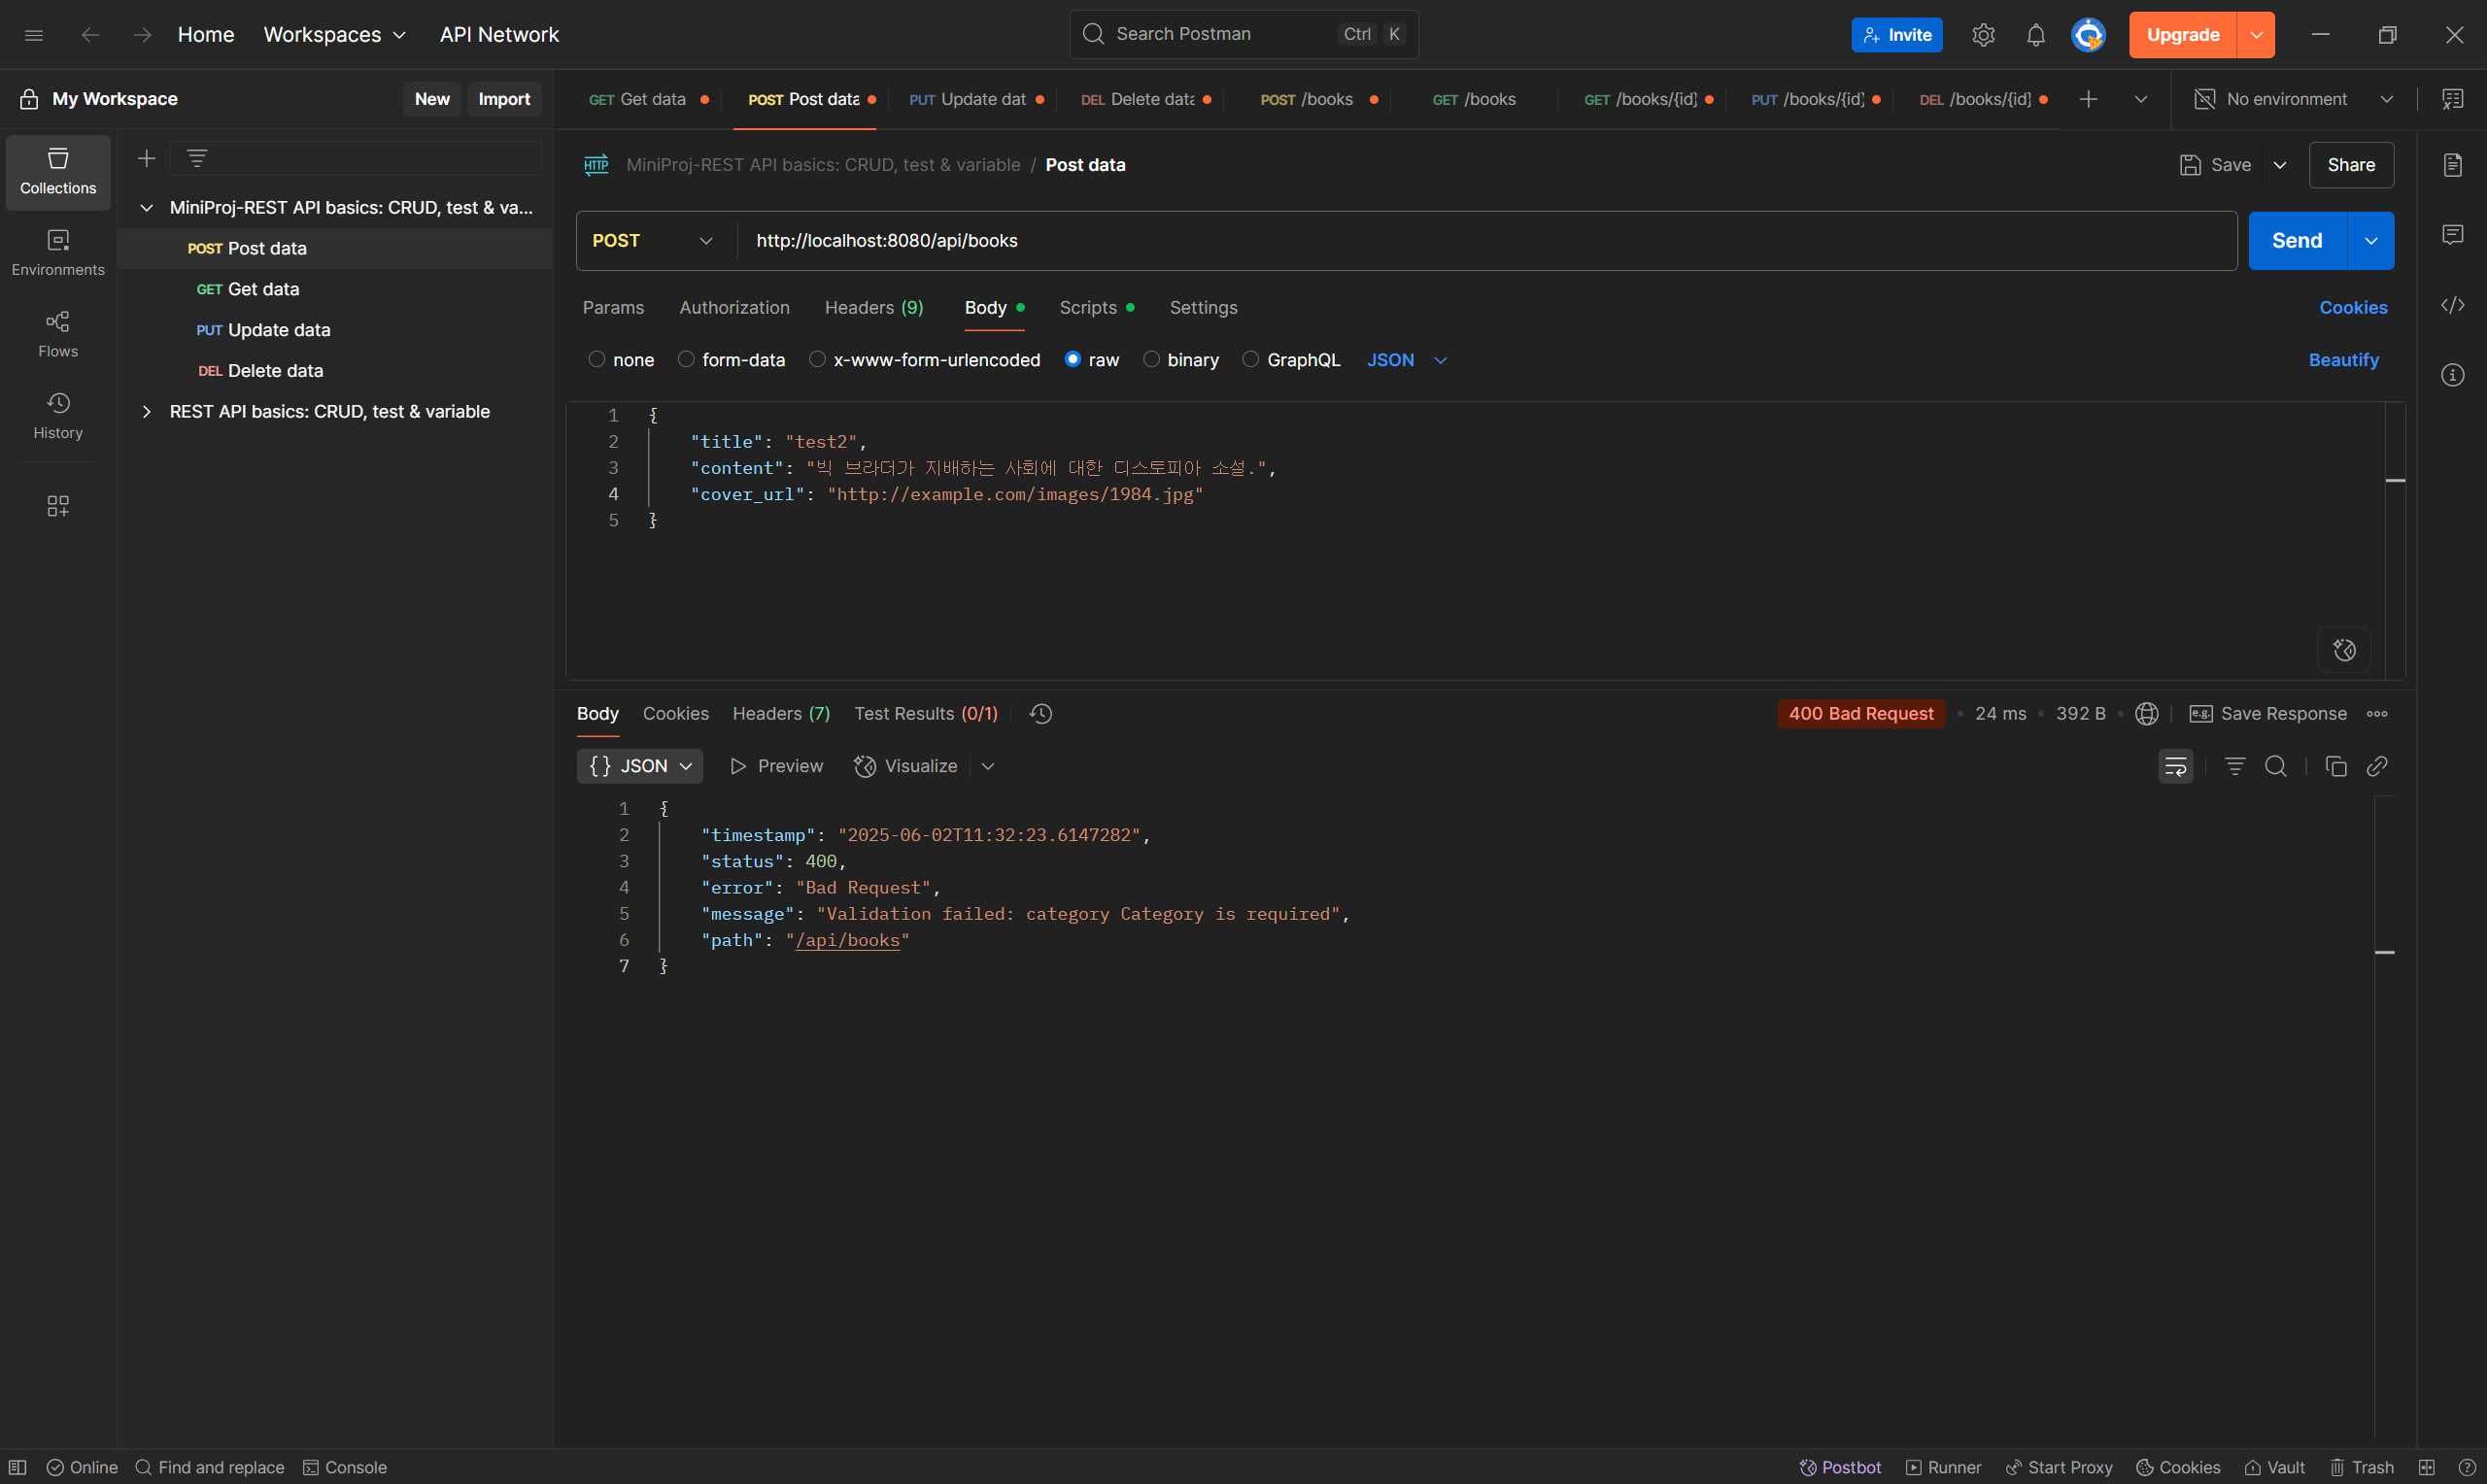 Home Workspaces API Network Search Postman Ctrl K Invite Upgrade
My Workspace New Import
GET Get data POST Post data PUT Update dat DEL Delete data POST /books GET /books GET /books/{id} PUT /books/{id} DEL /books/{id} No environment
Collections
Environments
Flows
History
MiniProj-REST API basics: CRUD, test & va...
POST Post data
GET Get data
PUT Update data
DEL Delete data
REST API basics: CRUD, test & variable
HTTP MiniProj-REST API basics: CRUD, test & variable / Post data Save Share
POST http://localhost:8080/api/books Send
Params Authorization Headers (9) Body Scripts Settings Cookies
none form-data x-www-form-urlencoded raw binary GraphQL JSON Beautify
1 {
2 "title": "test2",
3 "content": "빅 브라더가 지배하는 사회에 대한 디스토피아 소설.",
4 "cover_url": "http://example.com/images/1984.jpg"
5 }
Body Cookies Headers (7) Test Results (0/1) 400 Bad Request • 24 ms • 392 B • e.g. Save Response
{} JSON Preview Visualize
1 {
2 "timestamp": "2025-06-02T11:32:23.6147282",
3 "status": 400,
4 "error": "Bad Request",
5 "message": "Validation failed: category Category is required",
6 "path": "/api/books"
7 }
Online Find and replace Console Postbot Runner Start Proxy Cookies Vault Trash